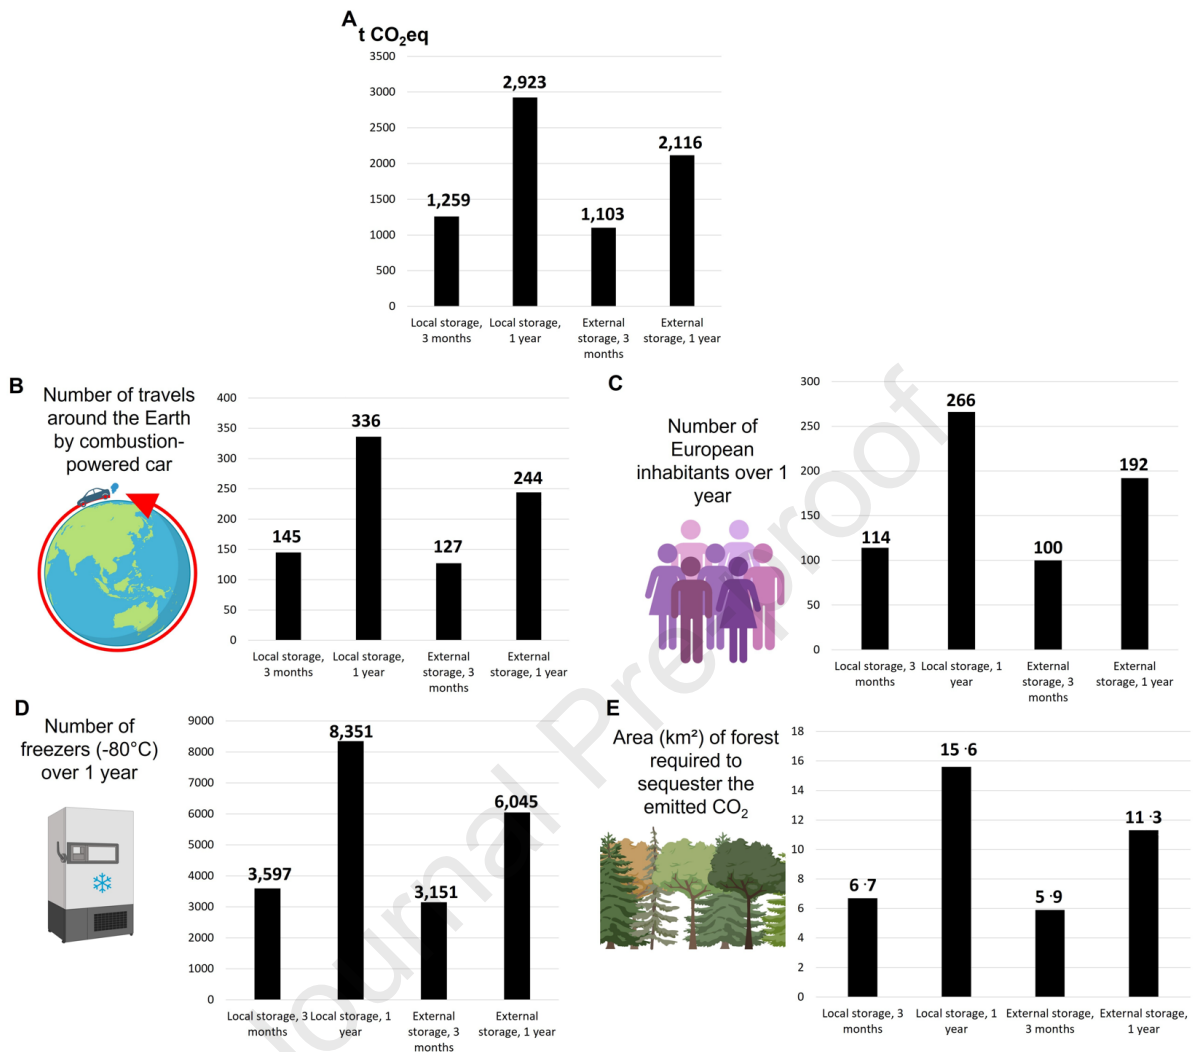 A
t CO₂eq
3500
3000
2500
2000
1500
1000
500
0
1,259
2,923
1,103
2,116
Local storage,
3 months
Local storage,
1 year
External
storage, 3
months
External
storage, 1 year
B
Number of travels
around the Earth
by combustion-
powered car
400
350
300
250
200
150
100
50
0
145
336
127
244
Local storage,
3 months
Local storage,
1 year
External
storage, 3
months
External
storage, 1 year
C
Number of
European
inhabitants over 1
year
300
250
200
150
100
50
0
114
266
100
192
Local storage, 3
months
Local storage, 1
year
External
storage, 3
months
External
storage, 1 year
D
Number of
freezers (-80°C)
over 1 year
9000
8000
7000
6000
5000
4000
3000
2000
1000
0
3,597
8,351
3,151
6,045
Local storage, 3
months
Local storage, 1
year
External
storage, 3
months
External
storage, 1 year
E
Area (km²) of forest
required to
sequester the
emitted CO₂
18
16
14
12
10
8
6
4
2
0
6·7
15·6
5·9
11·3
Local storage, 3
months
Local storage, 1
year
External storage,
3 months
External storage,
1 year
Journal Pre-proof